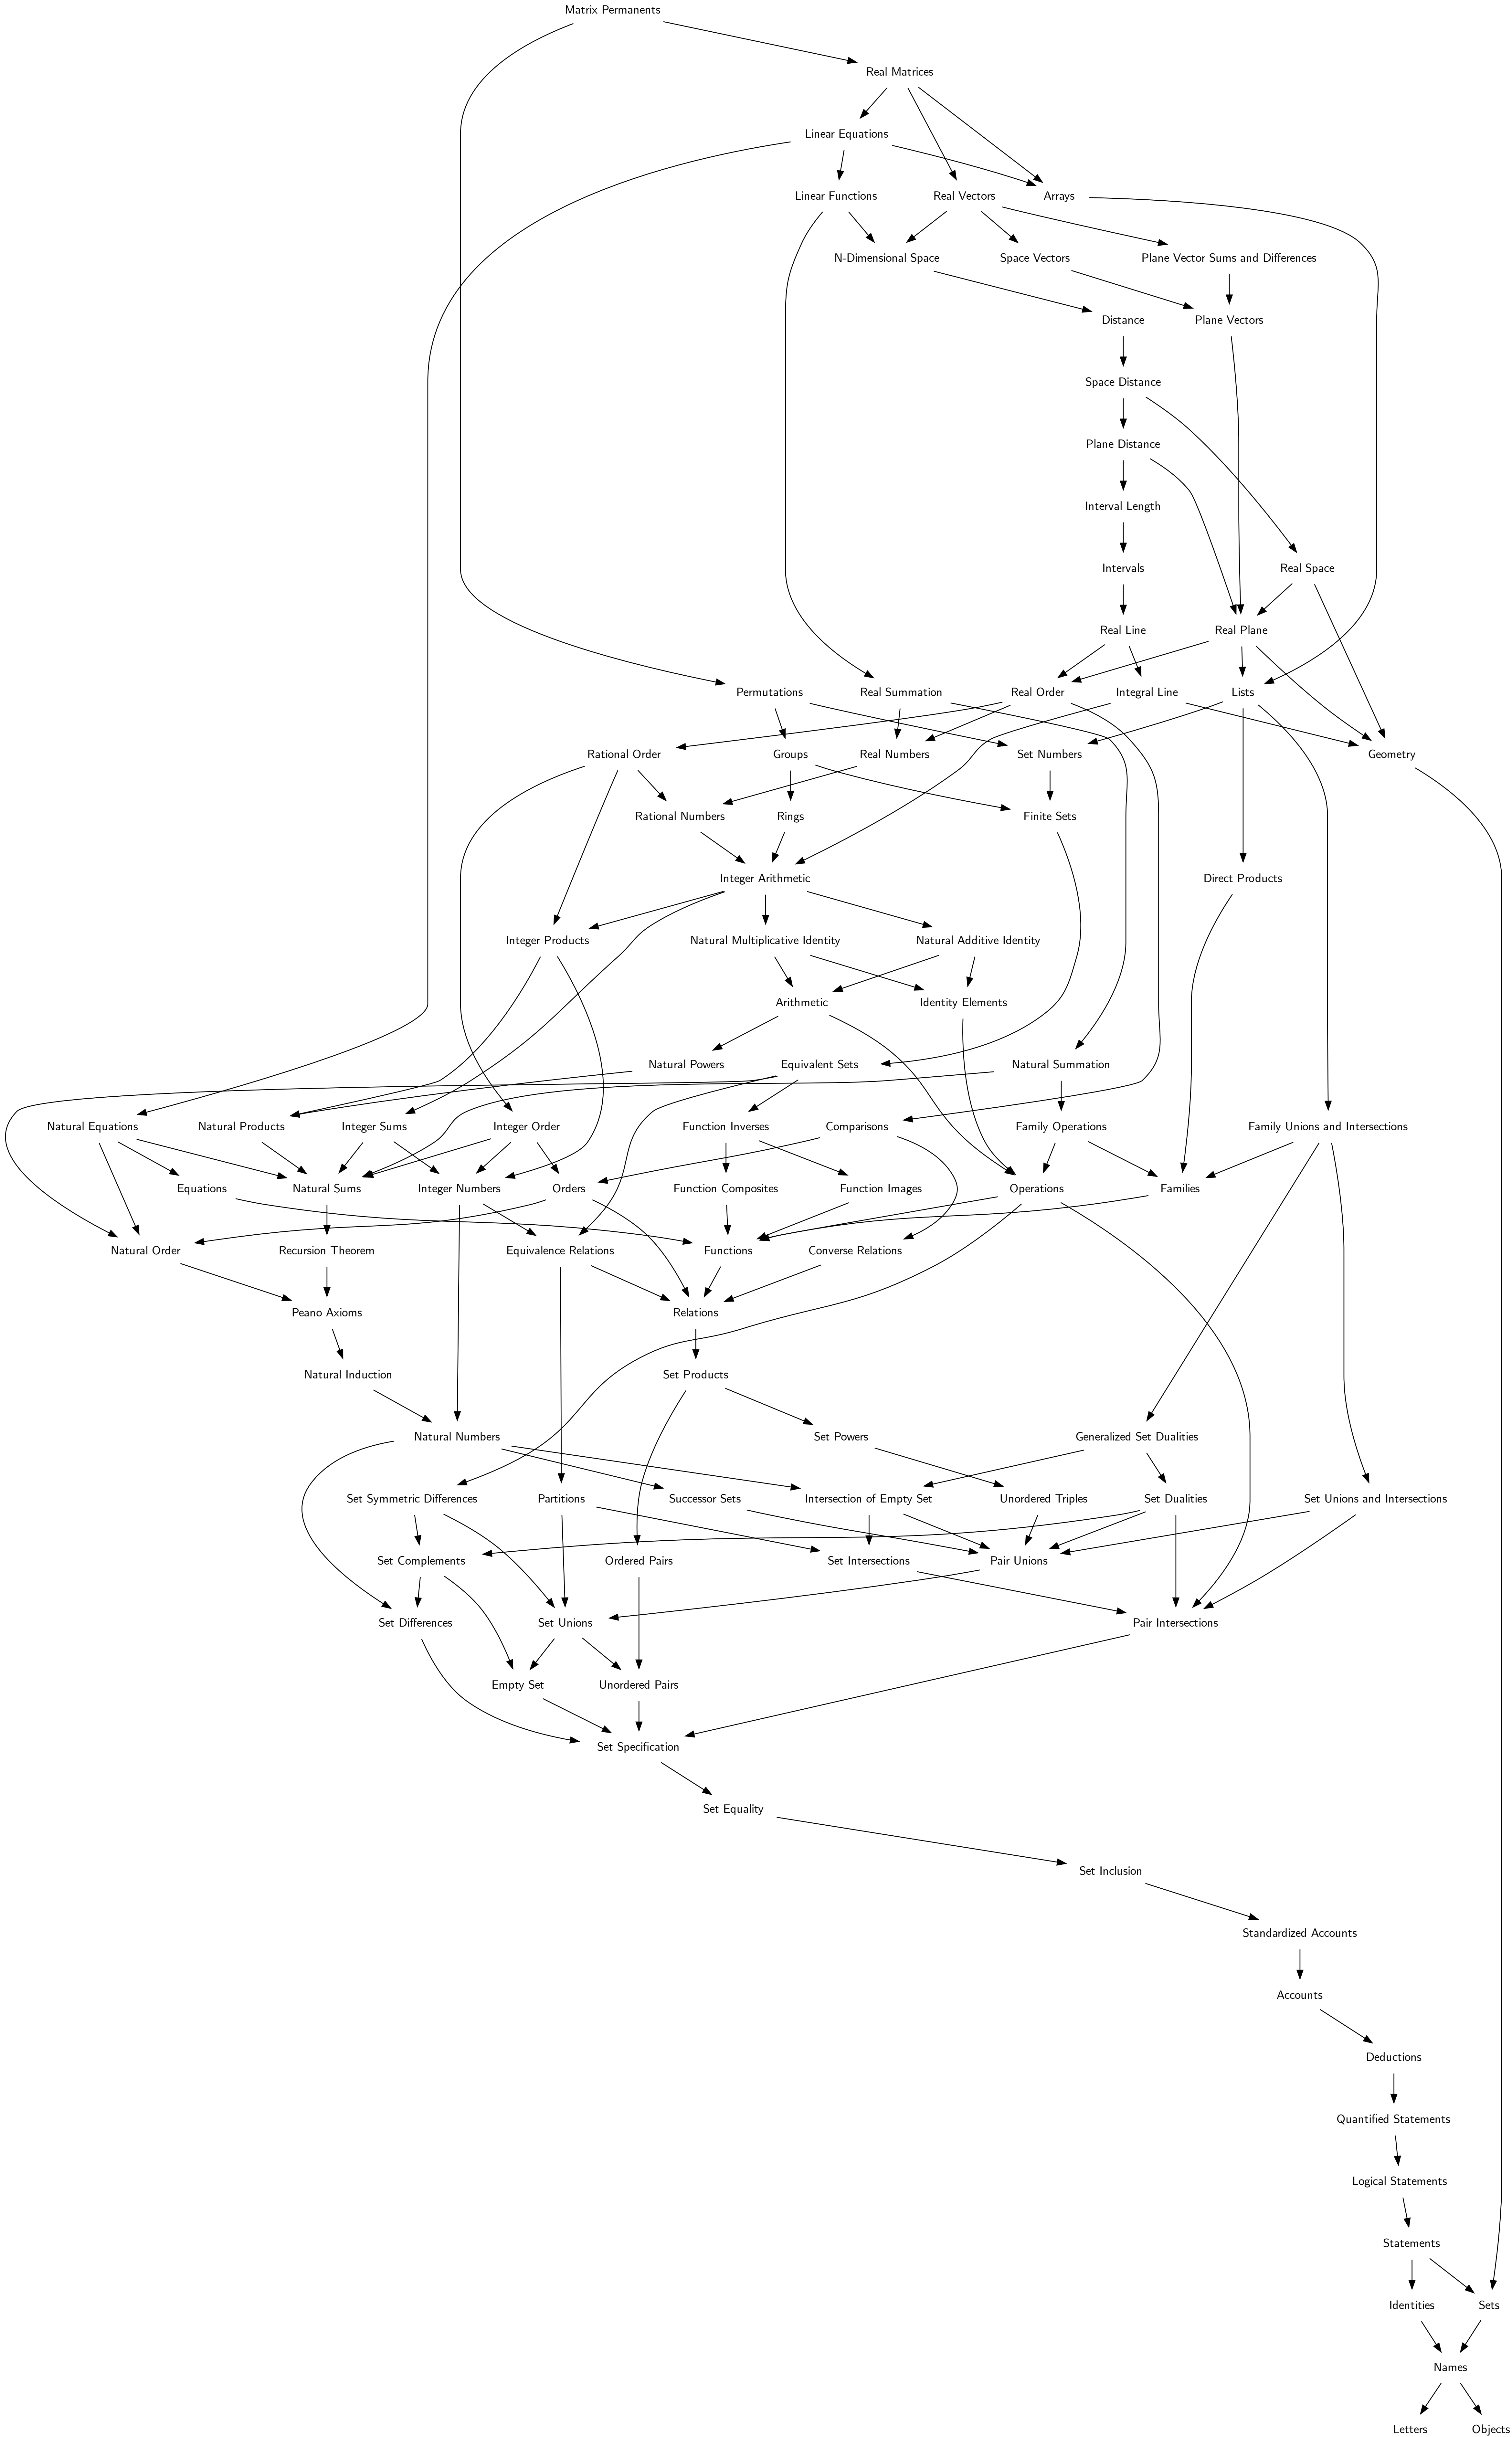 Matrix Permanents
Real Matrices
Linear Equations
Linear Functions
Real Vectors
Arrays
N-Dimensional Space
Space Vectors
Plane Vector Sums and Differences
Distance
Plane Vectors
Space Distance
Plane Distance
Interval Length
Intervals
Real Space
Real Line
Real Plane
Permutations
Real Summation
Real Order
Integral Line
Lists
Rational Order
Groups
Real Numbers
Set Numbers
Geometry
Rational Numbers
Rings
Finite Sets
Integer Arithmetic
Direct Products
Integer Products
Natural Multiplicative Identity
Natural Additive Identity
Arithmetic
Identity Elements
Natural Powers
Equivalent Sets
Natural Summation
Natural Equations
Natural Products
Integer Sums
Integer Order
Function Inverses
Comparisons
Family Operations
Family Unions and Intersections
Equations
Natural Sums
Integer Numbers
Orders
Function Composites
Function Images
Operations
Families
Natural Order
Recursion Theorem
Equivalence Relations
Functions
Converse Relations
Peano Axioms
Relations
Natural Induction
Set Products
Natural Numbers
Set Powers
Generalized Set Dualities
Set Symmetric Differences
Partitions
Successor Sets
Intersection of Empty Set
Unordered Triples
Set Dualities
Set Unions and Intersections
Set Complements
Ordered Pairs
Set Intersections
Pair Unions
Set Differences
Set Unions
Pair Intersections
Empty Set
Unordered Pairs
Set Specification
Set Equality
Set Inclusion
Standardized Accounts
Accounts
Deductions
Quantified Statements
Logical Statements
Statements
Identities
Sets
Names
Letters
Objects